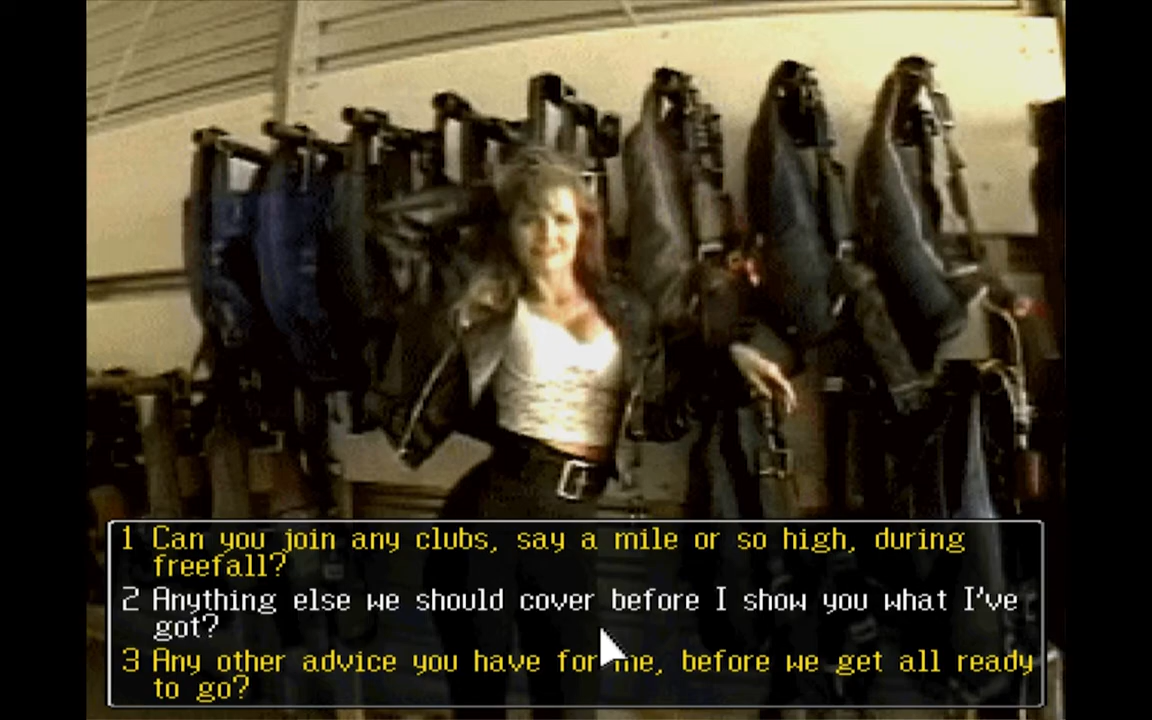 1 Can you join any clubs, say a mile or so high, during
freefall?
2 Anything else we should cover before I show you what I've
got?
3 Any other advice you have for me, before we get all ready
to go?